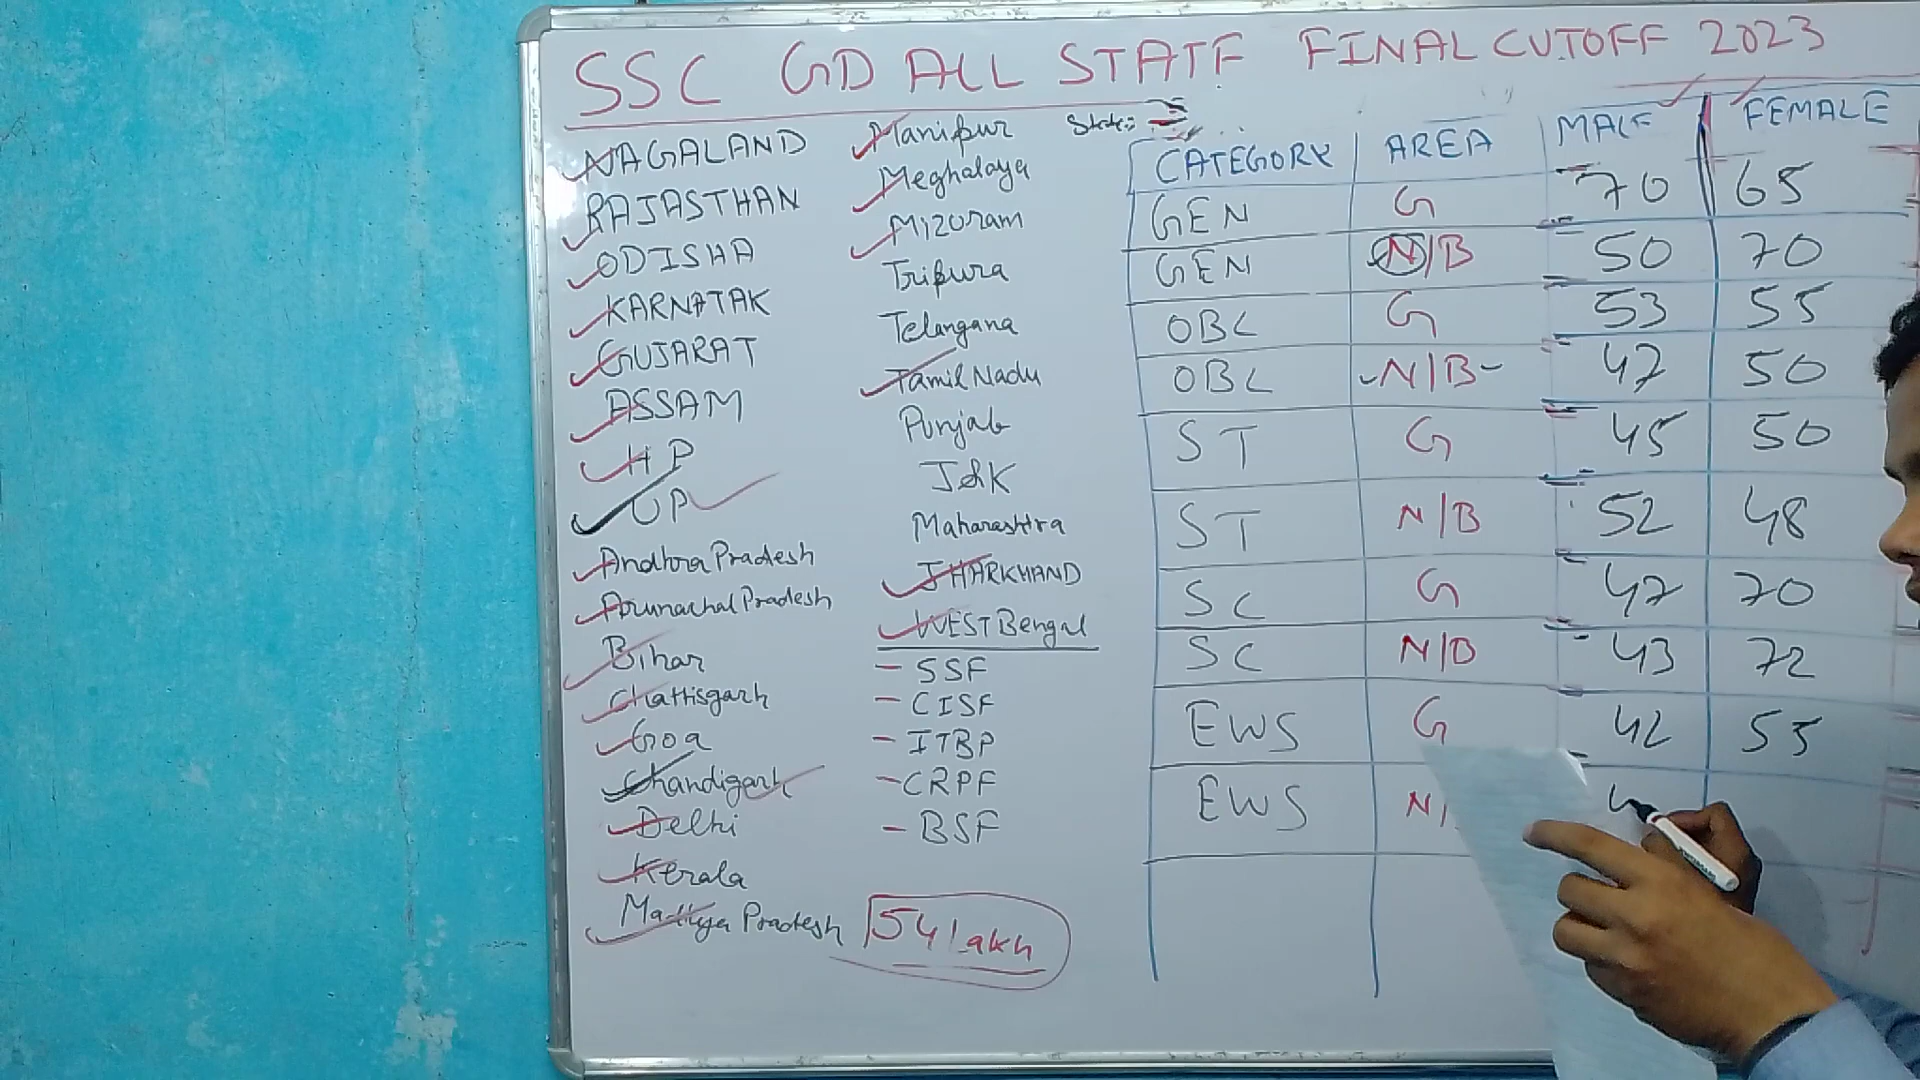 SSC GD ALL STATE FINAL CUTOFF 2023
NAGALAND
RAJASTHAN
ODISHA
KARNATAK
GUJARAT
ASSAM
HP
UP
Andhra Pradesh
Arunachal Pradesh
Bihar
Chattisgarh
Goa
Chandigarh
Delhi
Kerala
Madhya Pradesh
Manipur
Meghalaya
Mizoram
Tripura
Telangana
Tamil Nadu
Punjab
J&K
Maharashtra
JHARKHAND
WEST Bengal
- SSF
- CISF
- ITBP
- CRPF
- BSF
54 Lakh
State:
CATEGORY AREA MALE FEMALE
GEN G 70 65
GEN N/B 50 70
OBC G 53 55
OBC -N/B- 47 50
ST G 45 50
ST N/B 52 48
SC G 47 70
SC N/B 43 72
EWS G 42 55
EWS N/